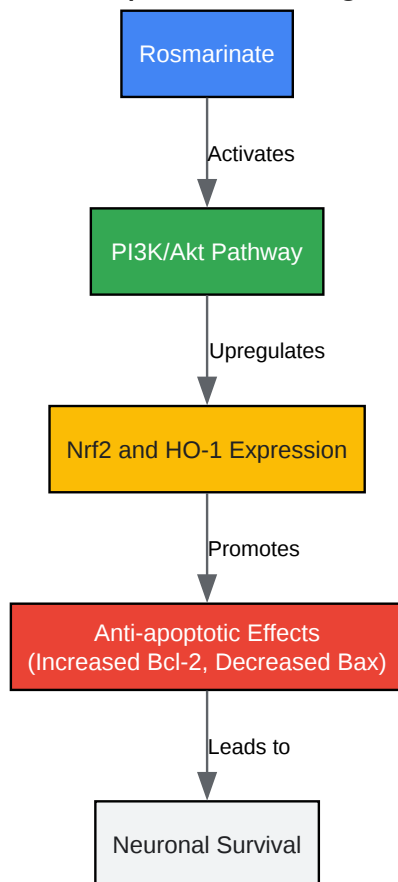 Rosmarinate
Activates
PI3K/Akt Pathway
Upregulates
Nrf2 and HO-1 Expression
Promotes
Anti-apoptotic Effects
(Increased Bcl-2, Decreased Bax)
Leads to
Neuronal Survival